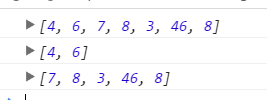 [4, 6, 7, 8, 3, 46, 8]
[4, 6]
[7, 8, 3, 46, 8]